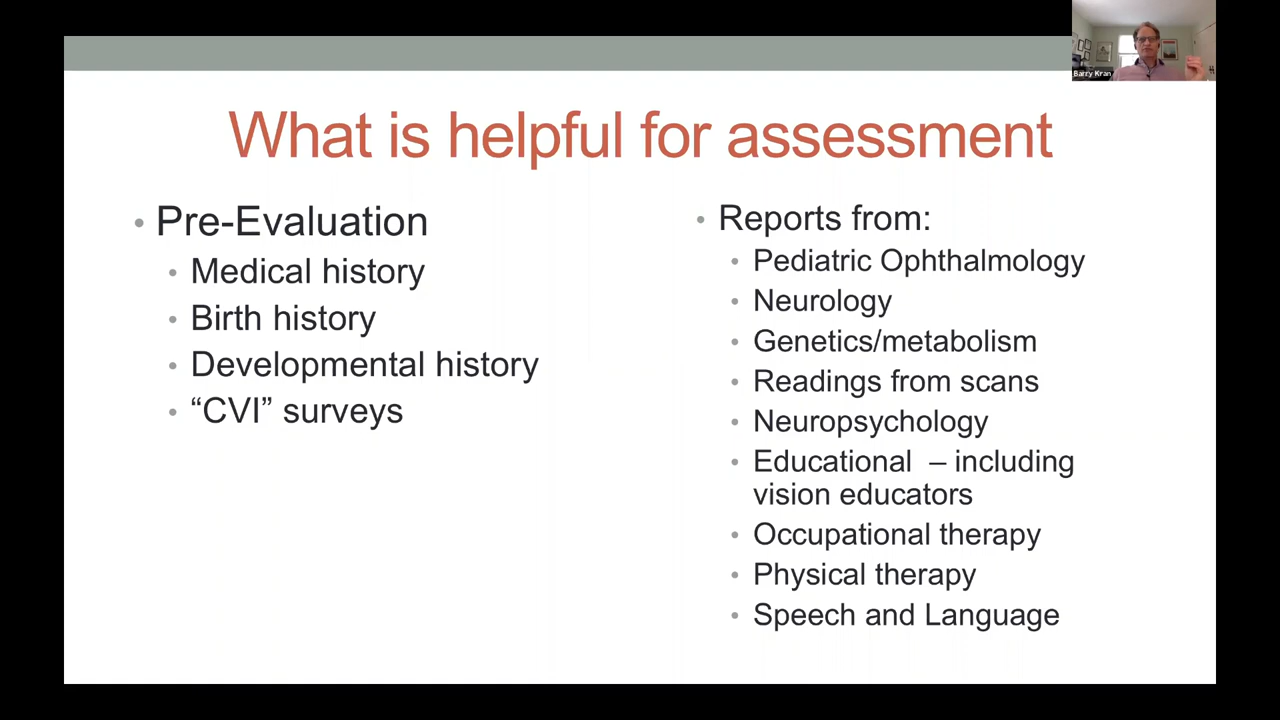 Barry Kran
What is helpful for assessment
• Pre-Evaluation
• Medical history
• Birth history
• Developmental history
• “CVI” surveys
• Reports from:
• Pediatric Ophthalmology
• Neurology
• Genetics/metabolism
• Readings from scans
• Neuropsychology
• Educational – including
vision educators
• Occupational therapy
• Physical therapy
• Speech and Language